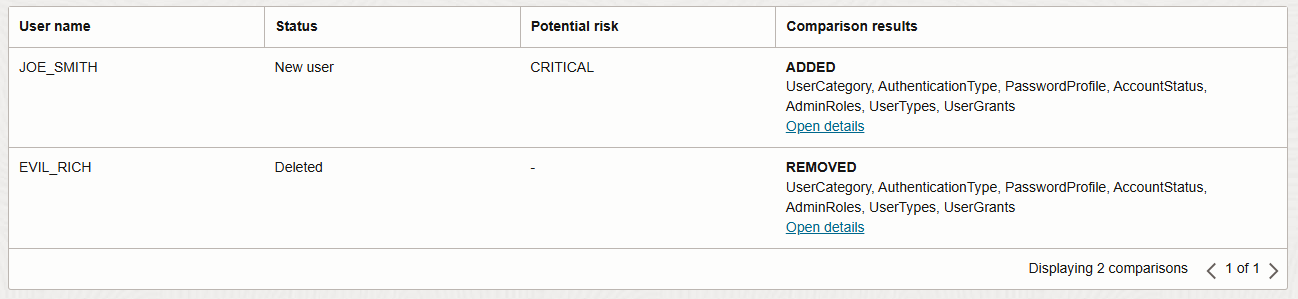 User name Status Potential risk Comparison results
JOE_SMITH New user CRITICAL ADDED
UserCategory, AuthenticationType, PasswordProfile, AccountStatus,
AdminRoles, UserTypes, UserGrants
Open details
EVIL_RICH Deleted - REMOVED
UserCategory, AuthenticationType, PasswordProfile, AccountStatus,
AdminRoles, UserTypes, UserGrants
Open details
Displaying 2 comparisons 1 of 1